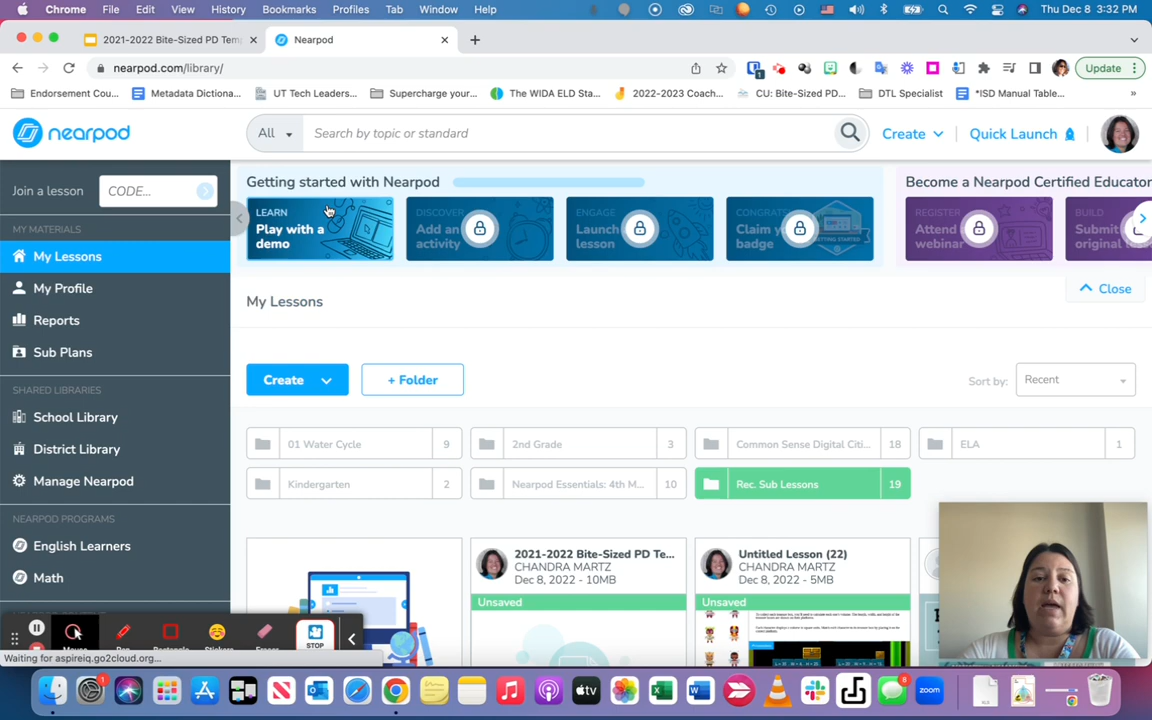 Chrome File Edit View History Bookmarks Profiles Tab Window Help Thu Dec 8 3:32 PM
2021-2022 Bite-Sized PD Tem Nearpod
nearpod.com/library/ Update
Endorsement Cou... Metadata Dictiona... UT Tech Leaders... Supercharge your... The WIDA ELD Sta... 2022-2023 Coach... CU: Bite-Sized PD... DTL Specialist *ISD Manual Table... »
nearpod All Search by topic or standard Create Quick Launch
Join a lesson CODE...
Getting started with Nearpod Become a Nearpod Certified Educator
LEARN
Play with a
demo
DISCOVER
Add an
activity
ENGAGE
Launch
lesson
CONGRAT
Claim y
badge
GETTING STARTED
REGISTER
Attend
webinar
BUILD
Submit
original
MY MATERIALS
My Lessons
My Profile
Reports
Sub Plans
SHARED LIBRARIES
School Library
District Library
Manage Nearpod
NEARPOD PROGRAMS
English Learners
Math
My Lessons Close
Create + Folder Sort by: Recent
01 Water Cycle 9 2nd Grade 3 Common Sense Digital Citi... 18 ELA 1
Kindergarten 2 Nearpod Essentials: 4th M... 10 Rec. Sub Lessons 19
2021-2022 Bite-Sized PD Te...
CHANDRA MARTZ
Dec 8, 2022 - 10MB
Unsaved
Untitled Lesson (22)
CHANDRA MARTZ
Dec 8, 2022 - 5MB
Unsaved
STOP
Waiting for aspireiq.go2cloud.org...
1 tv 6 zoom XLS